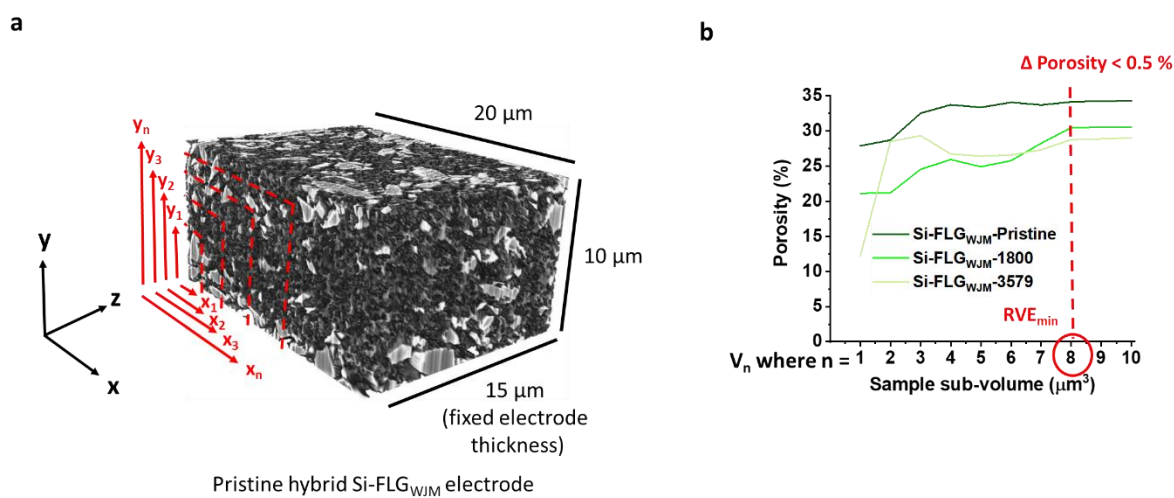 a
20 μm
yn
y3
y2
y1
10 μm
y
z
x
x1
x2
x3
xn
15 μm
(fixed electrode
thickness)
Pristine hybrid Si-FLGWJM electrode
b
Δ Porosity < 0.5 %
35
30
25
20
15
10
5
0
Porosity (%)
Si-FLGWJM-Pristine
Si-FLGWJM-1800
Si-FLGWJM-3579
RVEmin
Vn where n = 1 2 3 4 5 6 7 8 9 10
Sample sub-volume (μm³)